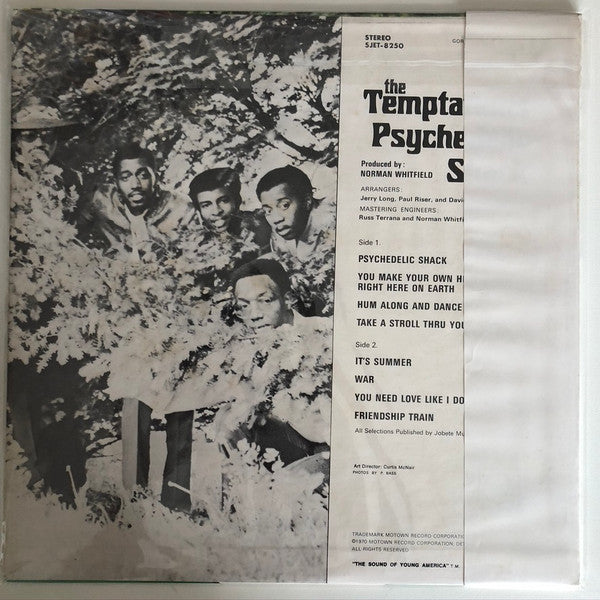 STEREO
SJET-8250
GOR
the
Tempta
Psyche
S
Produced by:
NORMAN WHITFIELD
ARRANGERS:
Jerry Long, Paul Riser, and Davi
MASTERING ENGINEERS:
Russ Terrana and Norman Whitfi
Side 1.
PSYCHEDELIC SHACK
YOU MAKE YOUR OWN H
RIGHT HERE ON EARTH
HUM ALONG AND DANCE
TAKE A STROLL THRU YOU
Side 2.
IT'S SUMMER
WAR
YOU NEED LOVE LIKE I DO
FRIENDSHIP TRAIN
All Selections Published by Jobete Mu
Art Director: Curtis McNair
PHOTOS BY P. BASS
TRADEMARK MOTOWN RECORD CORPORATIO
©1970 MOTOWN RECORD CORPORATION, DE
ALL RIGHTS RESERVED
"THE SOUND OF YOUNG AMERICA" T.M.